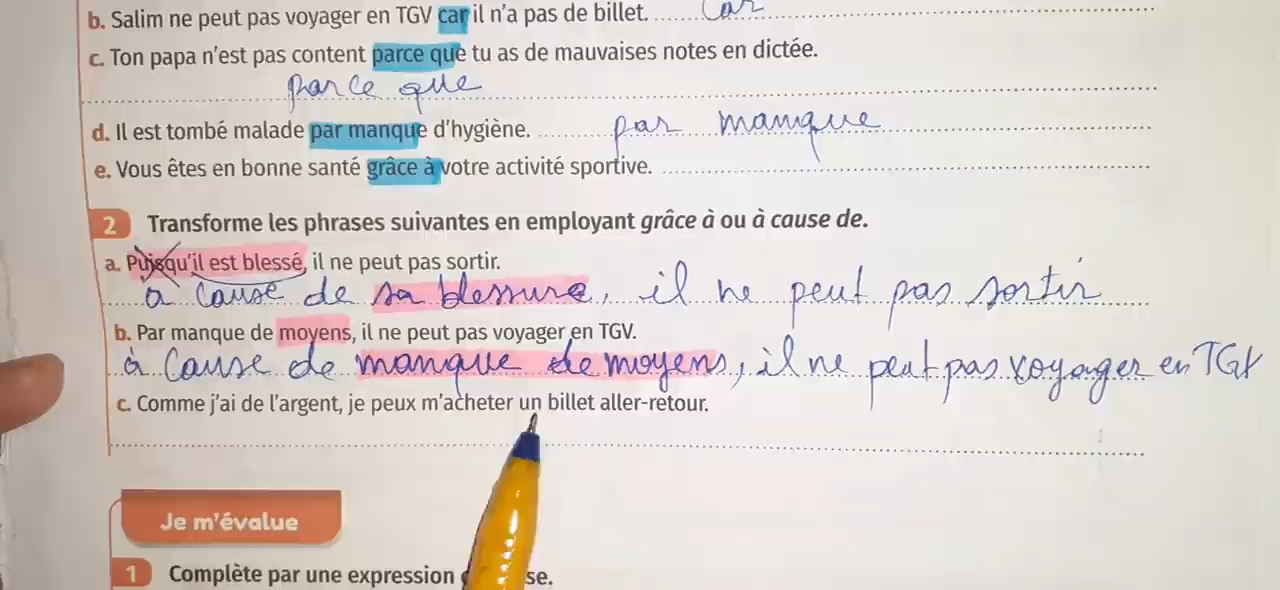 b. Salim ne peut pas voyager en TGV car il n'a pas de billet. car
c. Ton papa n'est pas content parce que tu as de mauvaises notes en dictée.
parce que
d. Il est tombé malade par manque d'hygiène. par manque
e. Vous êtes en bonne santé grâce à votre activité sportive.
2 Transforme les phrases suivantes en employant grâce à ou à cause de.
a. Puisqu'il est blessé, il ne peut pas sortir.
à cause de sa blessure, il ne peut pas sortir
b. Par manque de moyens, il ne peut pas voyager en TGV.
à cause de manque de moyens, il ne peut pas voyager en TGV
c. Comme j'ai de l'argent, je peux m'acheter un billet aller-retour.
Je m'évalue
1 Complète par une expression se.